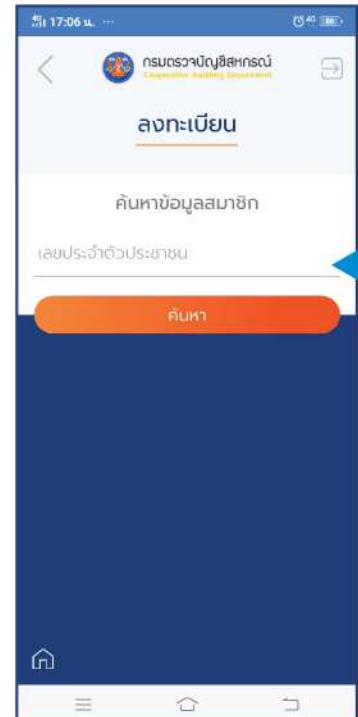 17:06 น. ...
กรมตรวจบัญชีสหกรณ์
Cooperative Auditing Department
ลงทะเบียน
ค้นหาข้อมูลสมาชิก
เลขประจำตัวประชาชน
ค้นหา